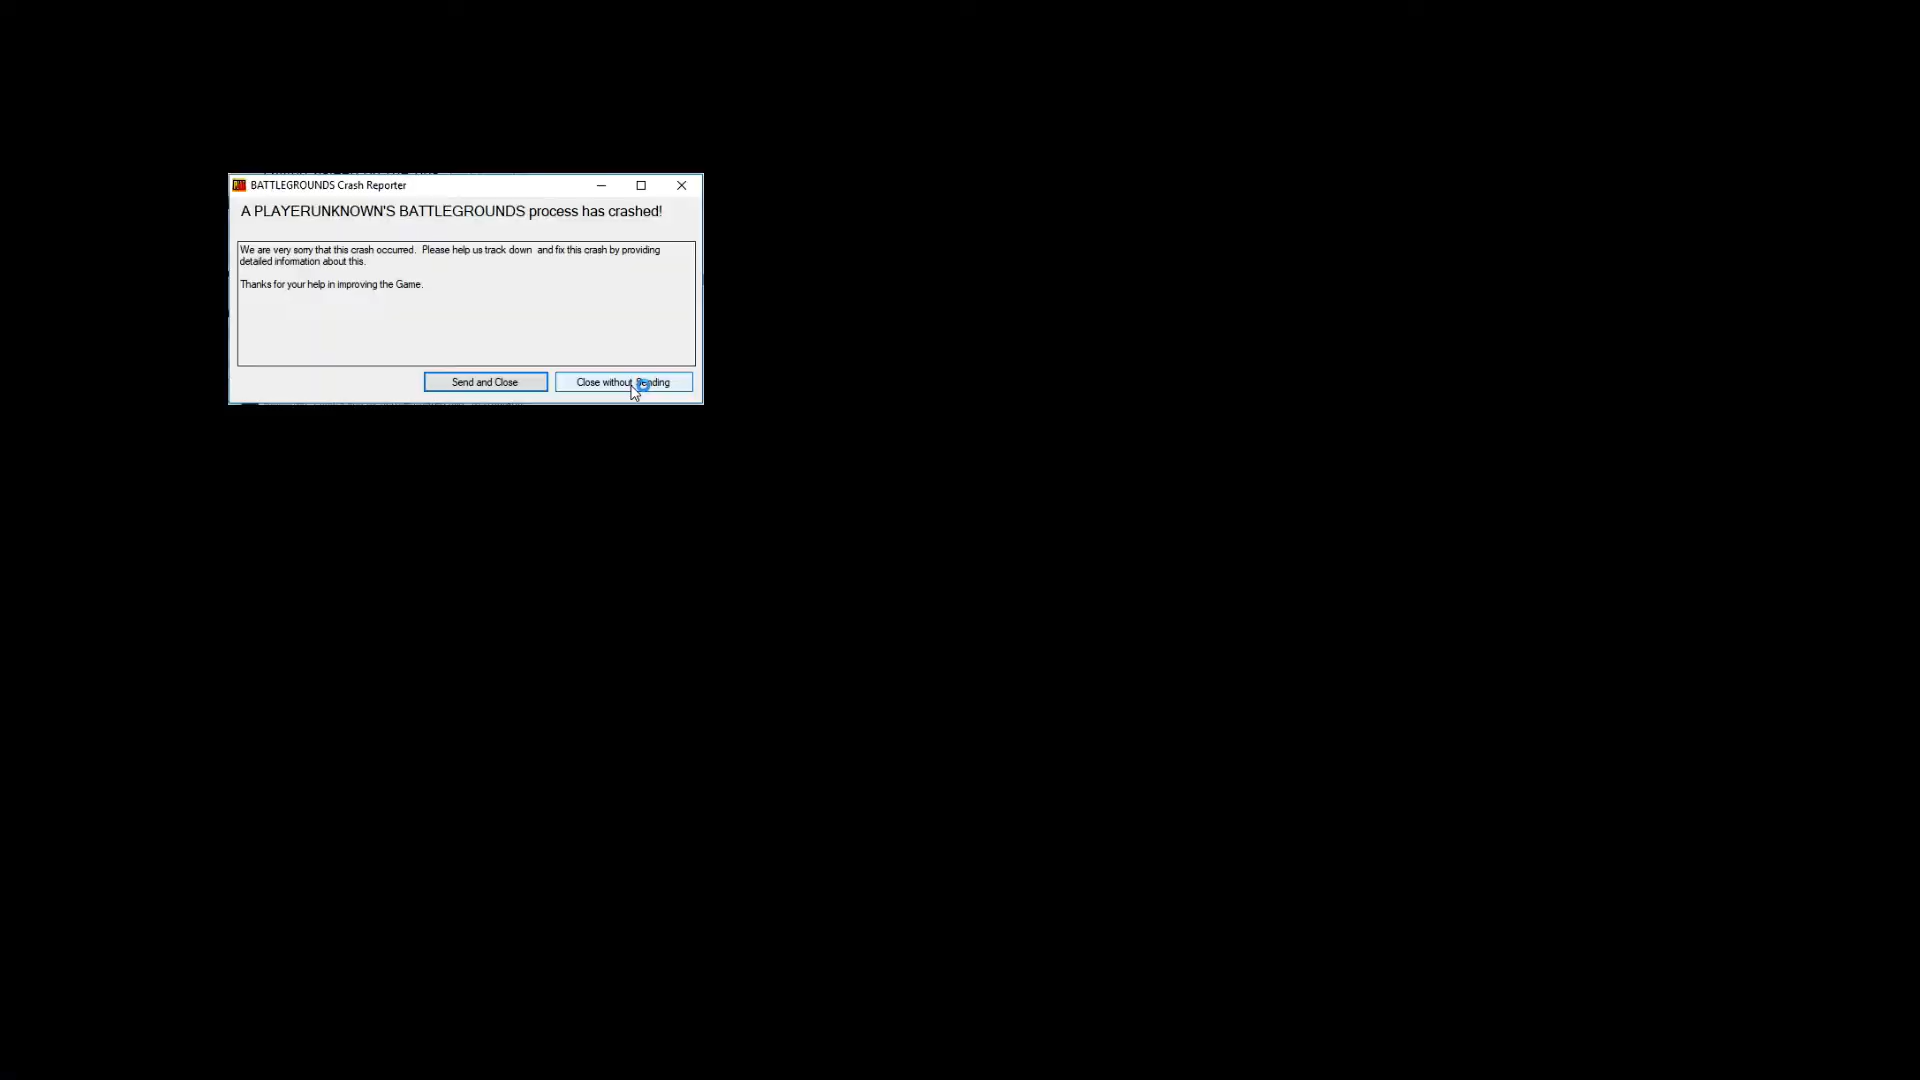 BATTLEGROUNDS Crash Reporter
A PLAYERUNKNOWN'S BATTLEGROUNDS process has crashed!
We are very sorry that this crash occurred.  Please help us track down  and fix this crash by providing
detailed information about this.
Thanks for your help in improving the Game.
Send and Close
Close without Sending